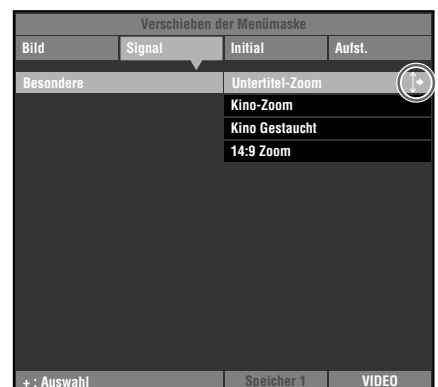 Verschieben der Menümaske
Bild Signal Initial Aufst.
Besondere Untertitel-Zoom
Kino-Zoom
Kino Gestaucht
14:9 Zoom
+ : Auswahl Speicher 1 VIDEO